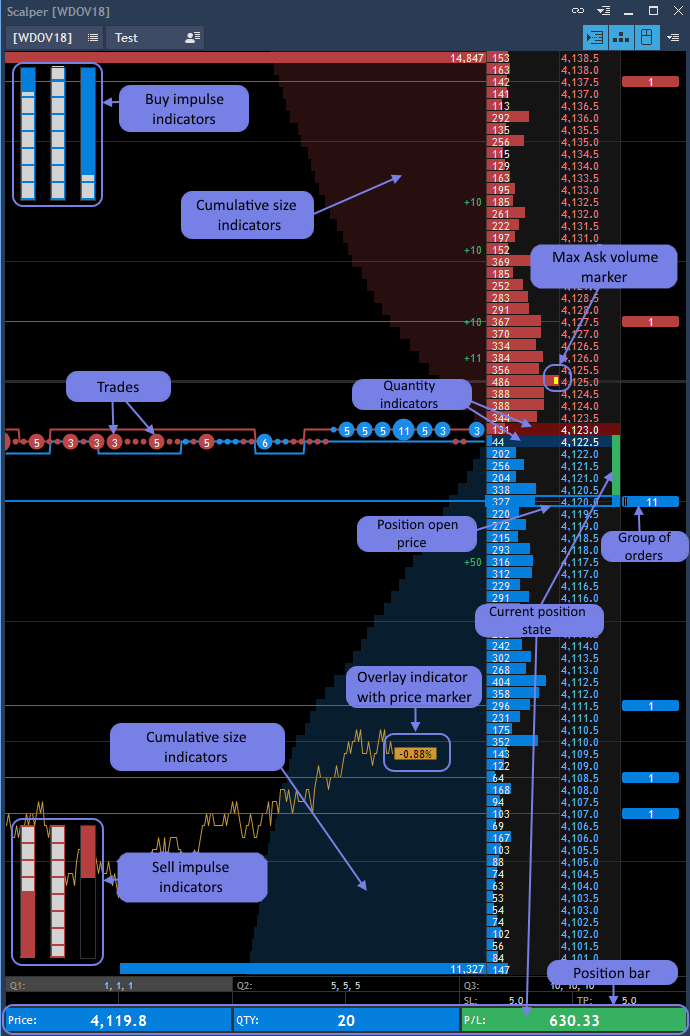 Scalper [WDOV18]
[WDOV18] Test
14,847 153 4,138.5
163 4,138.0
142 4,137.5 1
141 4,137.0
113 4,136.5
292 4,136.0
135 4,135.5
256 4,135.0
115 4,134.5
129 4,134.0
163 4,133.5
195 4,133.0
+10 185 4,132.5
261 4,132.0
222 4,131.5
197 4,131.0
+10 152
369
185
252
283 4,128.5
291 4,128.0
+10 367 4,127.5 1
370 4,127.0
334 4,126.5
+11 384 4,126.0
356 4,125.5
486 4,125.0
388 4,124.5
388 4,124.0
344 4,123.5
131 4,123.0
44 4,122.5
202 4,122.0
256 4,121.5
204 4,121.0
338 4,120.5
327 4,120.0 11
220 4,119.5
272 4,119.0
215 4,118.5
293 4,118.0
+50 316 4,117.5
312 4,117.0
229 4,116.5
291 4,116.0
242 4,114.0
302 4,113.5
268 4,113.0
404 4,112.5
358 4,112.0
296 4,111.5 1
231 4,111.0
175 4,110.5
352 4,110.0
143 4,109.5
122 4,109.0
64 4,108.5 1
168 4,108.0
94 4,107.5
103 4,107.0 1
69 4,106.5
167 4,106.0
103 4,105.5
88 4,105.0
74 4,104.5
63 4,104.0
53 4,103.5
54 4,103.0
74 4,102.5
102 4,102.0
56 4,101.5
84 4,101.0
11,327 147
Buy impulse
indicators
Cumulative size
indicators
Max Ask volume
marker
Trades
Quantity
indicators
5 3 3 5 5 6 5 5 5 11 5 3 3
Position open
price
Group of
orders
Current position
state
Overlay indicator
with price marker
-0.88%
Cumulative size
indicators
Sell impulse
indicators
Position bar
Q1: 1, 1, 1 Q2: 5, 5, 5 Q3: 10, 10, 10
SL: 5.0 TP: 5.0
Price: 4,119.8 QTY: 20 P/L: 630.33